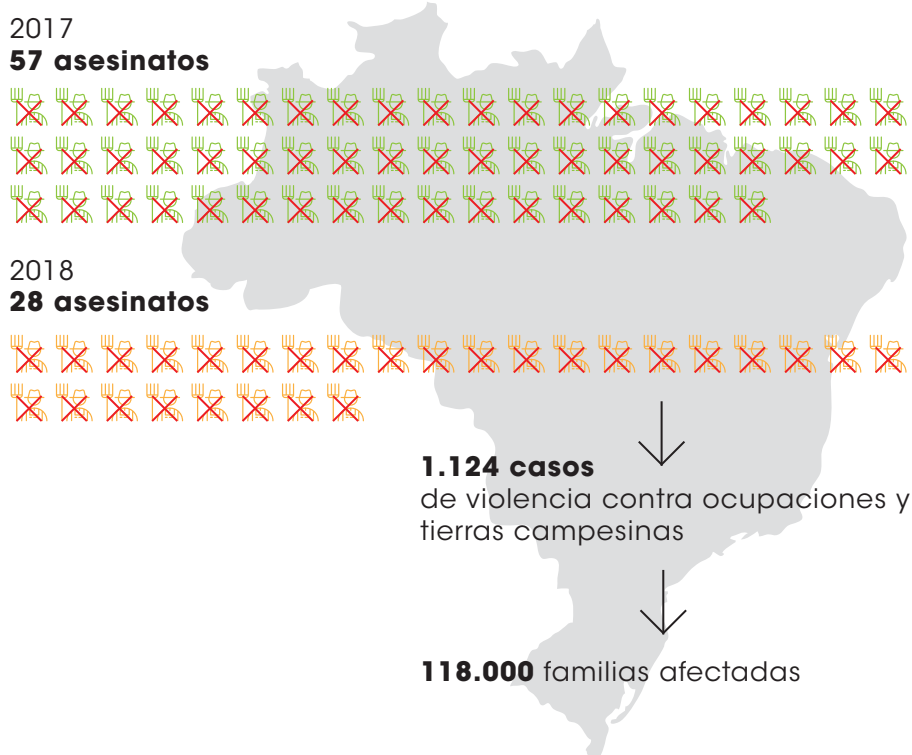 2017
57 asesinatos
2018
28 asesinatos
1.124 casos
de violencia contra ocupaciones y
tierras campesinas
118.000 familias afectadas